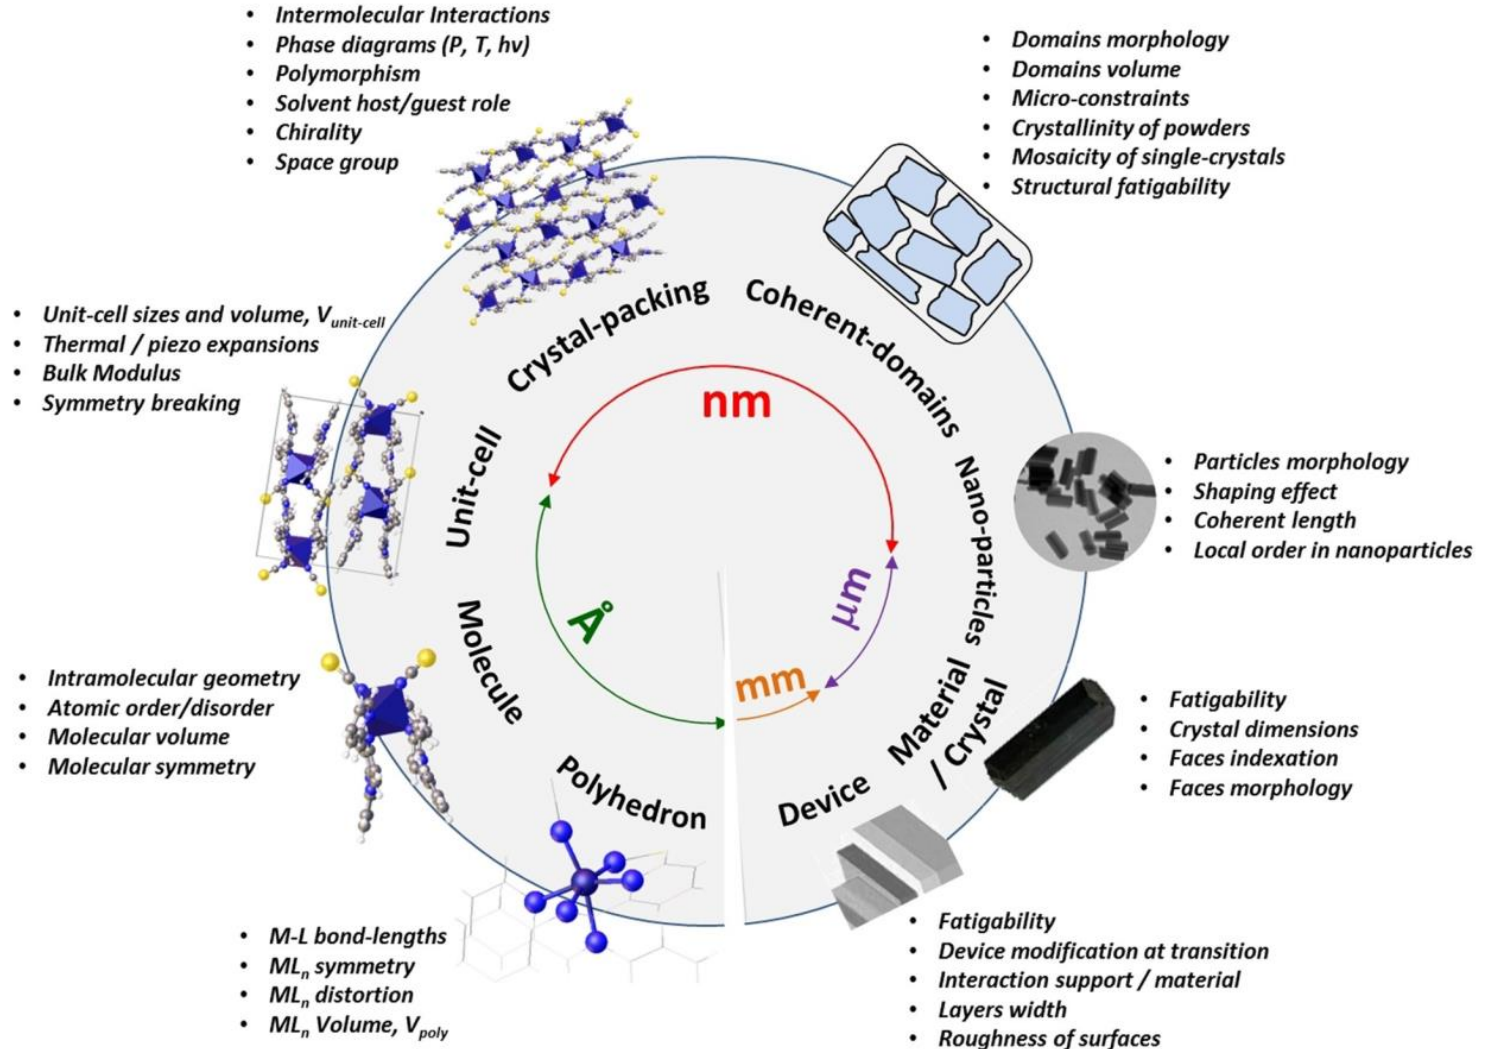 • Intermolecular Interactions
• Phase diagrams (P, T, hν)
• Polymorphism
• Solvent host/guest role
• Chirality
• Space group
• Domains morphology
• Domains volume
• Micro-constraints
• Crystallinity of powders
• Mosaicity of single-crystals
• Structural fatigability
• Unit-cell sizes and volume, Vunit-cell
• Thermal / piezo expansions
• Bulk Modulus
• Symmetry breaking
Crystal-packing
Coherent-domains
nm
Unit-cell
Nano-particles
• Particles morphology
• Shaping effect
• Coherent length
• Local order in nanoparticles
Å
µm
mm
Molecule
Material
/ Crystal
• Intramolecular geometry
• Atomic order/disorder
• Molecular volume
• Molecular symmetry
• Fatigability
• Crystal dimensions
• Faces indexation
• Faces morphology
Polyhedron
Device
• M-L bond-lengths
• MLn symmetry
• MLn distortion
• MLn Volume, Vpoly
• Fatigability
• Device modification at transition
• Interaction support / material
• Layers width
• Roughness of surfaces